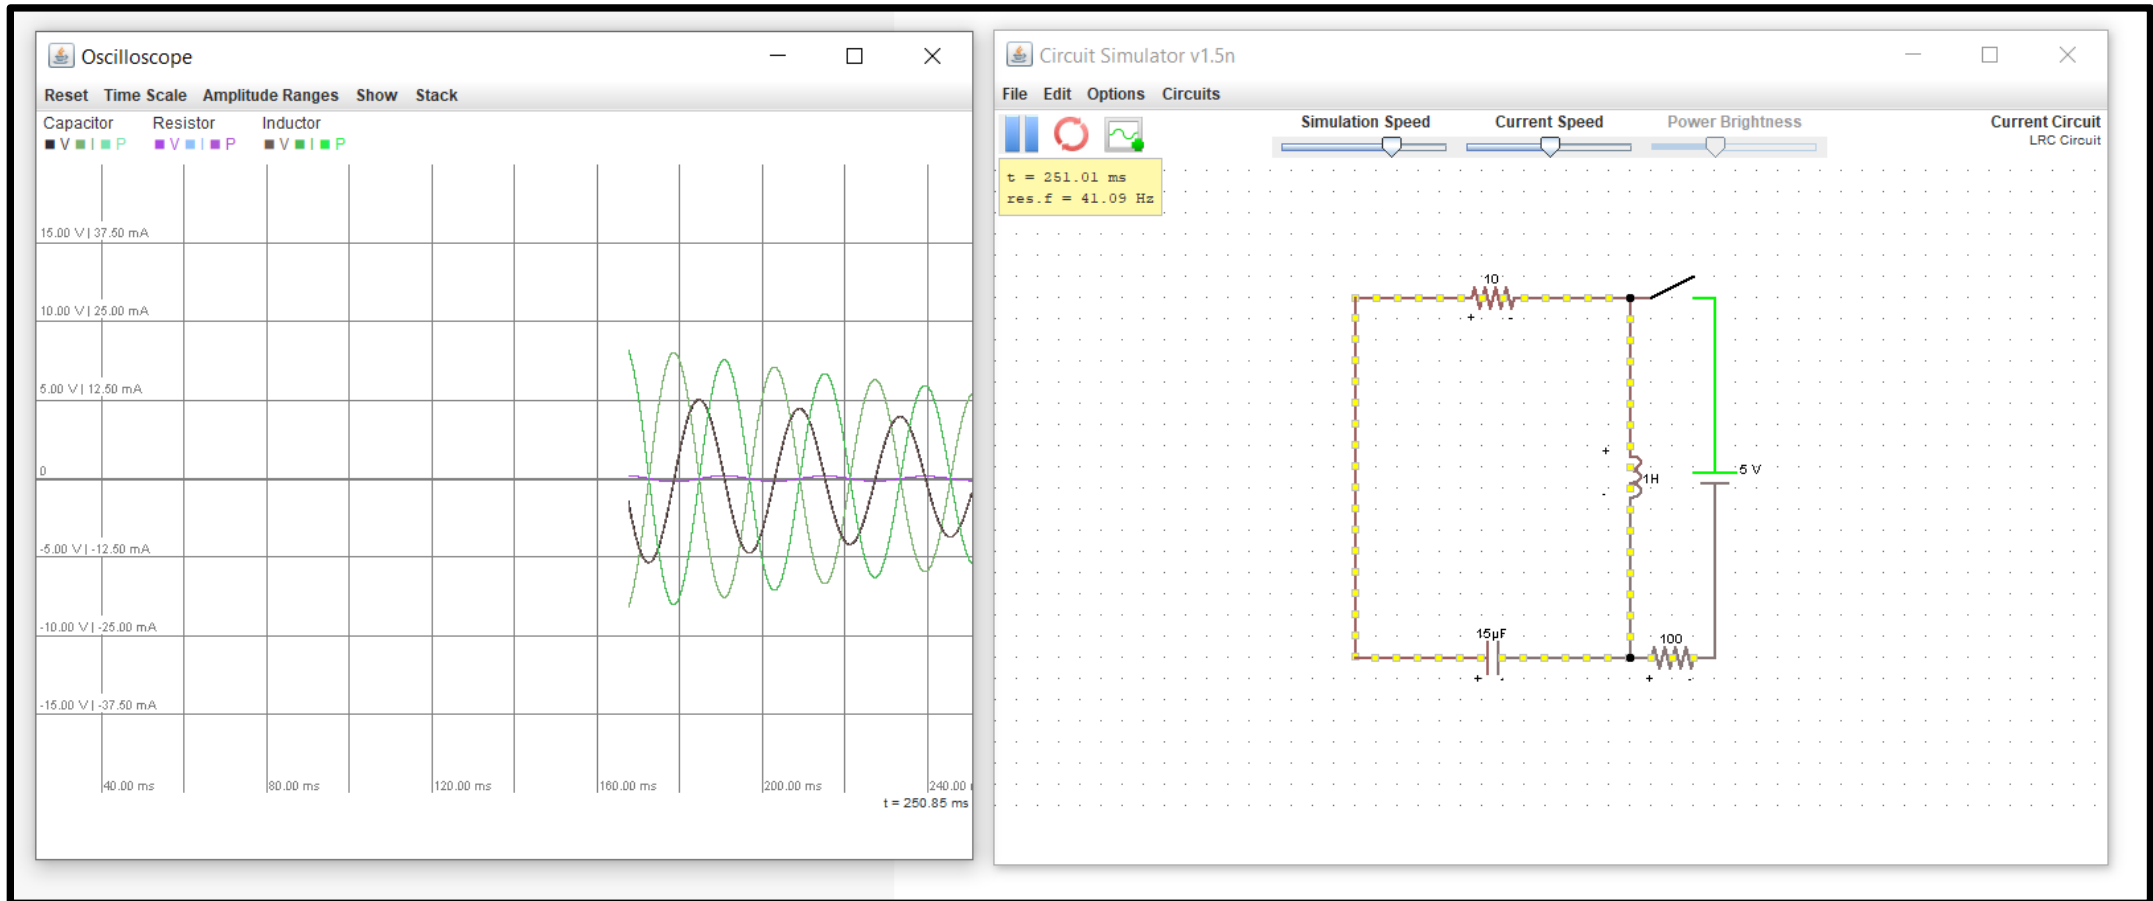 Oscilloscope
Reset Time Scale Amplitude Ranges Show Stack
Capacitor Resistor Inductor
V I P V I P V I P
15.00 V | 37.50 mA
10.00 V | 25.00 mA
5.00 V | 12.50 mA
0
-5.00 V | -12.50 mA
-10.00 V | -25.00 mA
-15.00 V | -37.50 mA
40.00 ms 80.00 ms 120.00 ms 160.00 ms 200.00 ms 240.00
t = 250.85 ms
Circuit Simulator v1.5n
File Edit Options Circuits
Simulation Speed Current Speed Power Brightness
Current Circuit
LRC Circuit
t = 251.01 ms
res.f = 41.09 Hz
10
+ -
+
1H
-
5 V
15µF
+ -
100
+ -